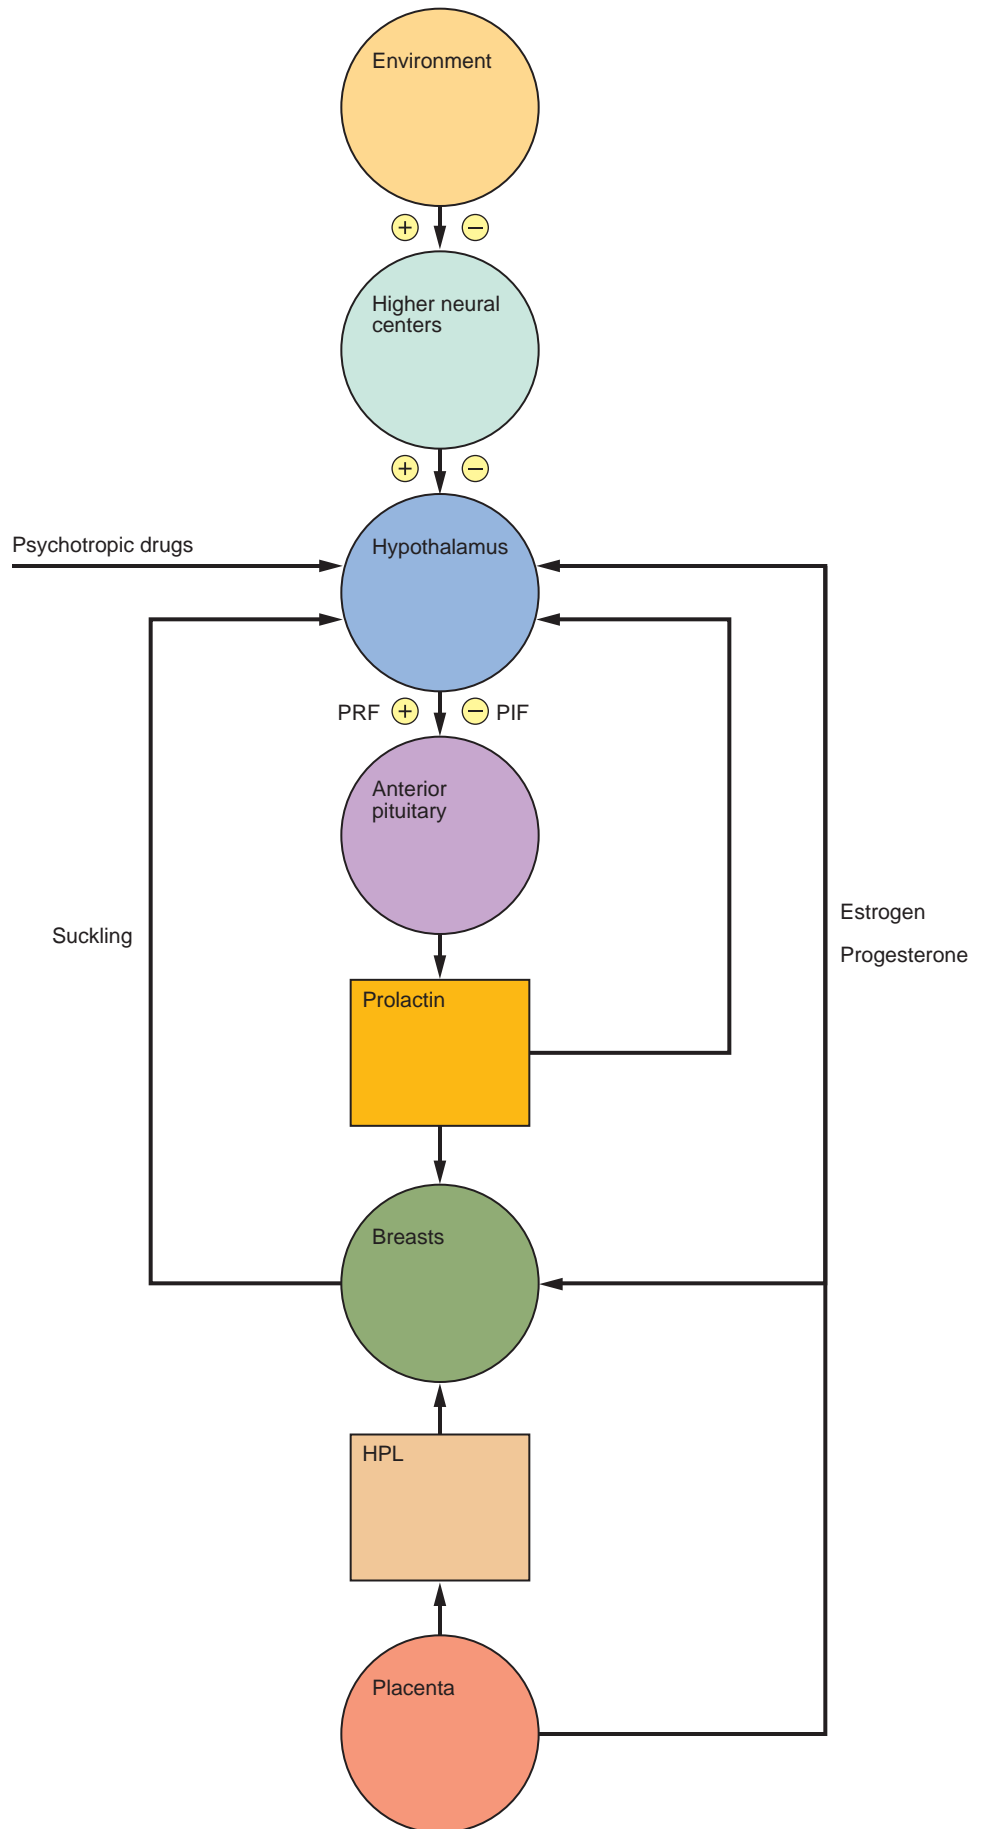 Environment
+ −
Higher neural
centers
+ −
Psychotropic drugs
Hypothalamus
PRF + − PIF
Anterior
pituitary
Suckling
Estrogen
Progesterone
Prolactin
Breasts
HPL
Placenta